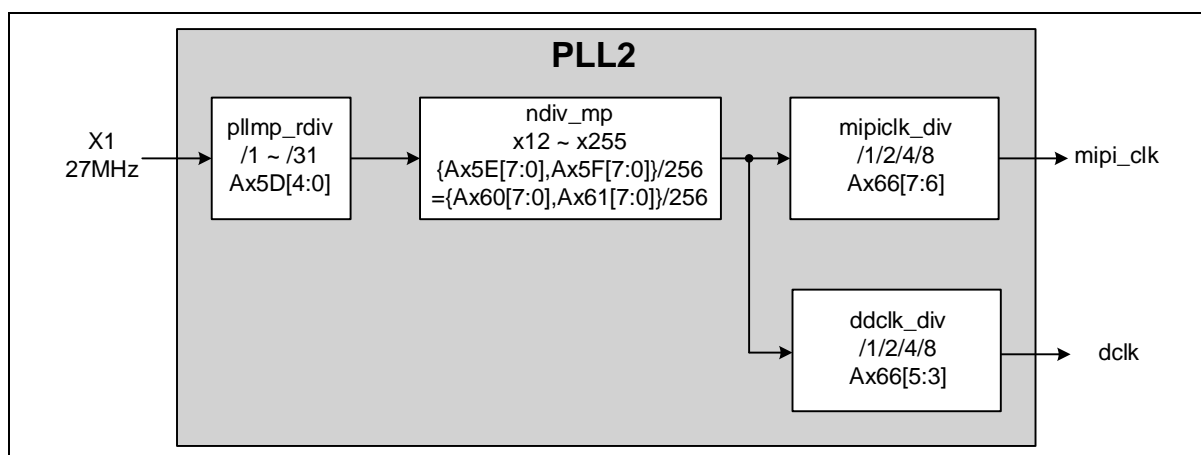 PLL2
X1
27MHz
pllmp_rdiv
/1 ~ /31
Ax5D[4:0]
ndiv_mp
x12 ~ x255
{Ax5E[7:0],Ax5F[7:0]}/256
={Ax60[7:0],Ax61[7:0]}/256
mipiclk_div
/1/2/4/8
Ax66[7:6]
mipi_clk
ddclk_div
/1/2/4/8
Ax66[5:3]
dclk